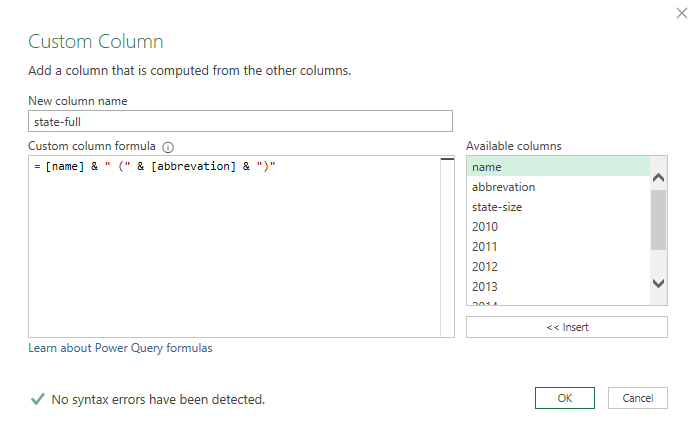 Custom Column
Add a column that is computed from the other columns.
New column name
state-full
Custom column formula
= [name] & " (" & [abbrevation] & ")"
Available columns
name
abbrevation
state-size
2010
2011
2012
2013
2014
<< Insert
Learn about Power Query formulas
No syntax errors have been detected.
OK
Cancel